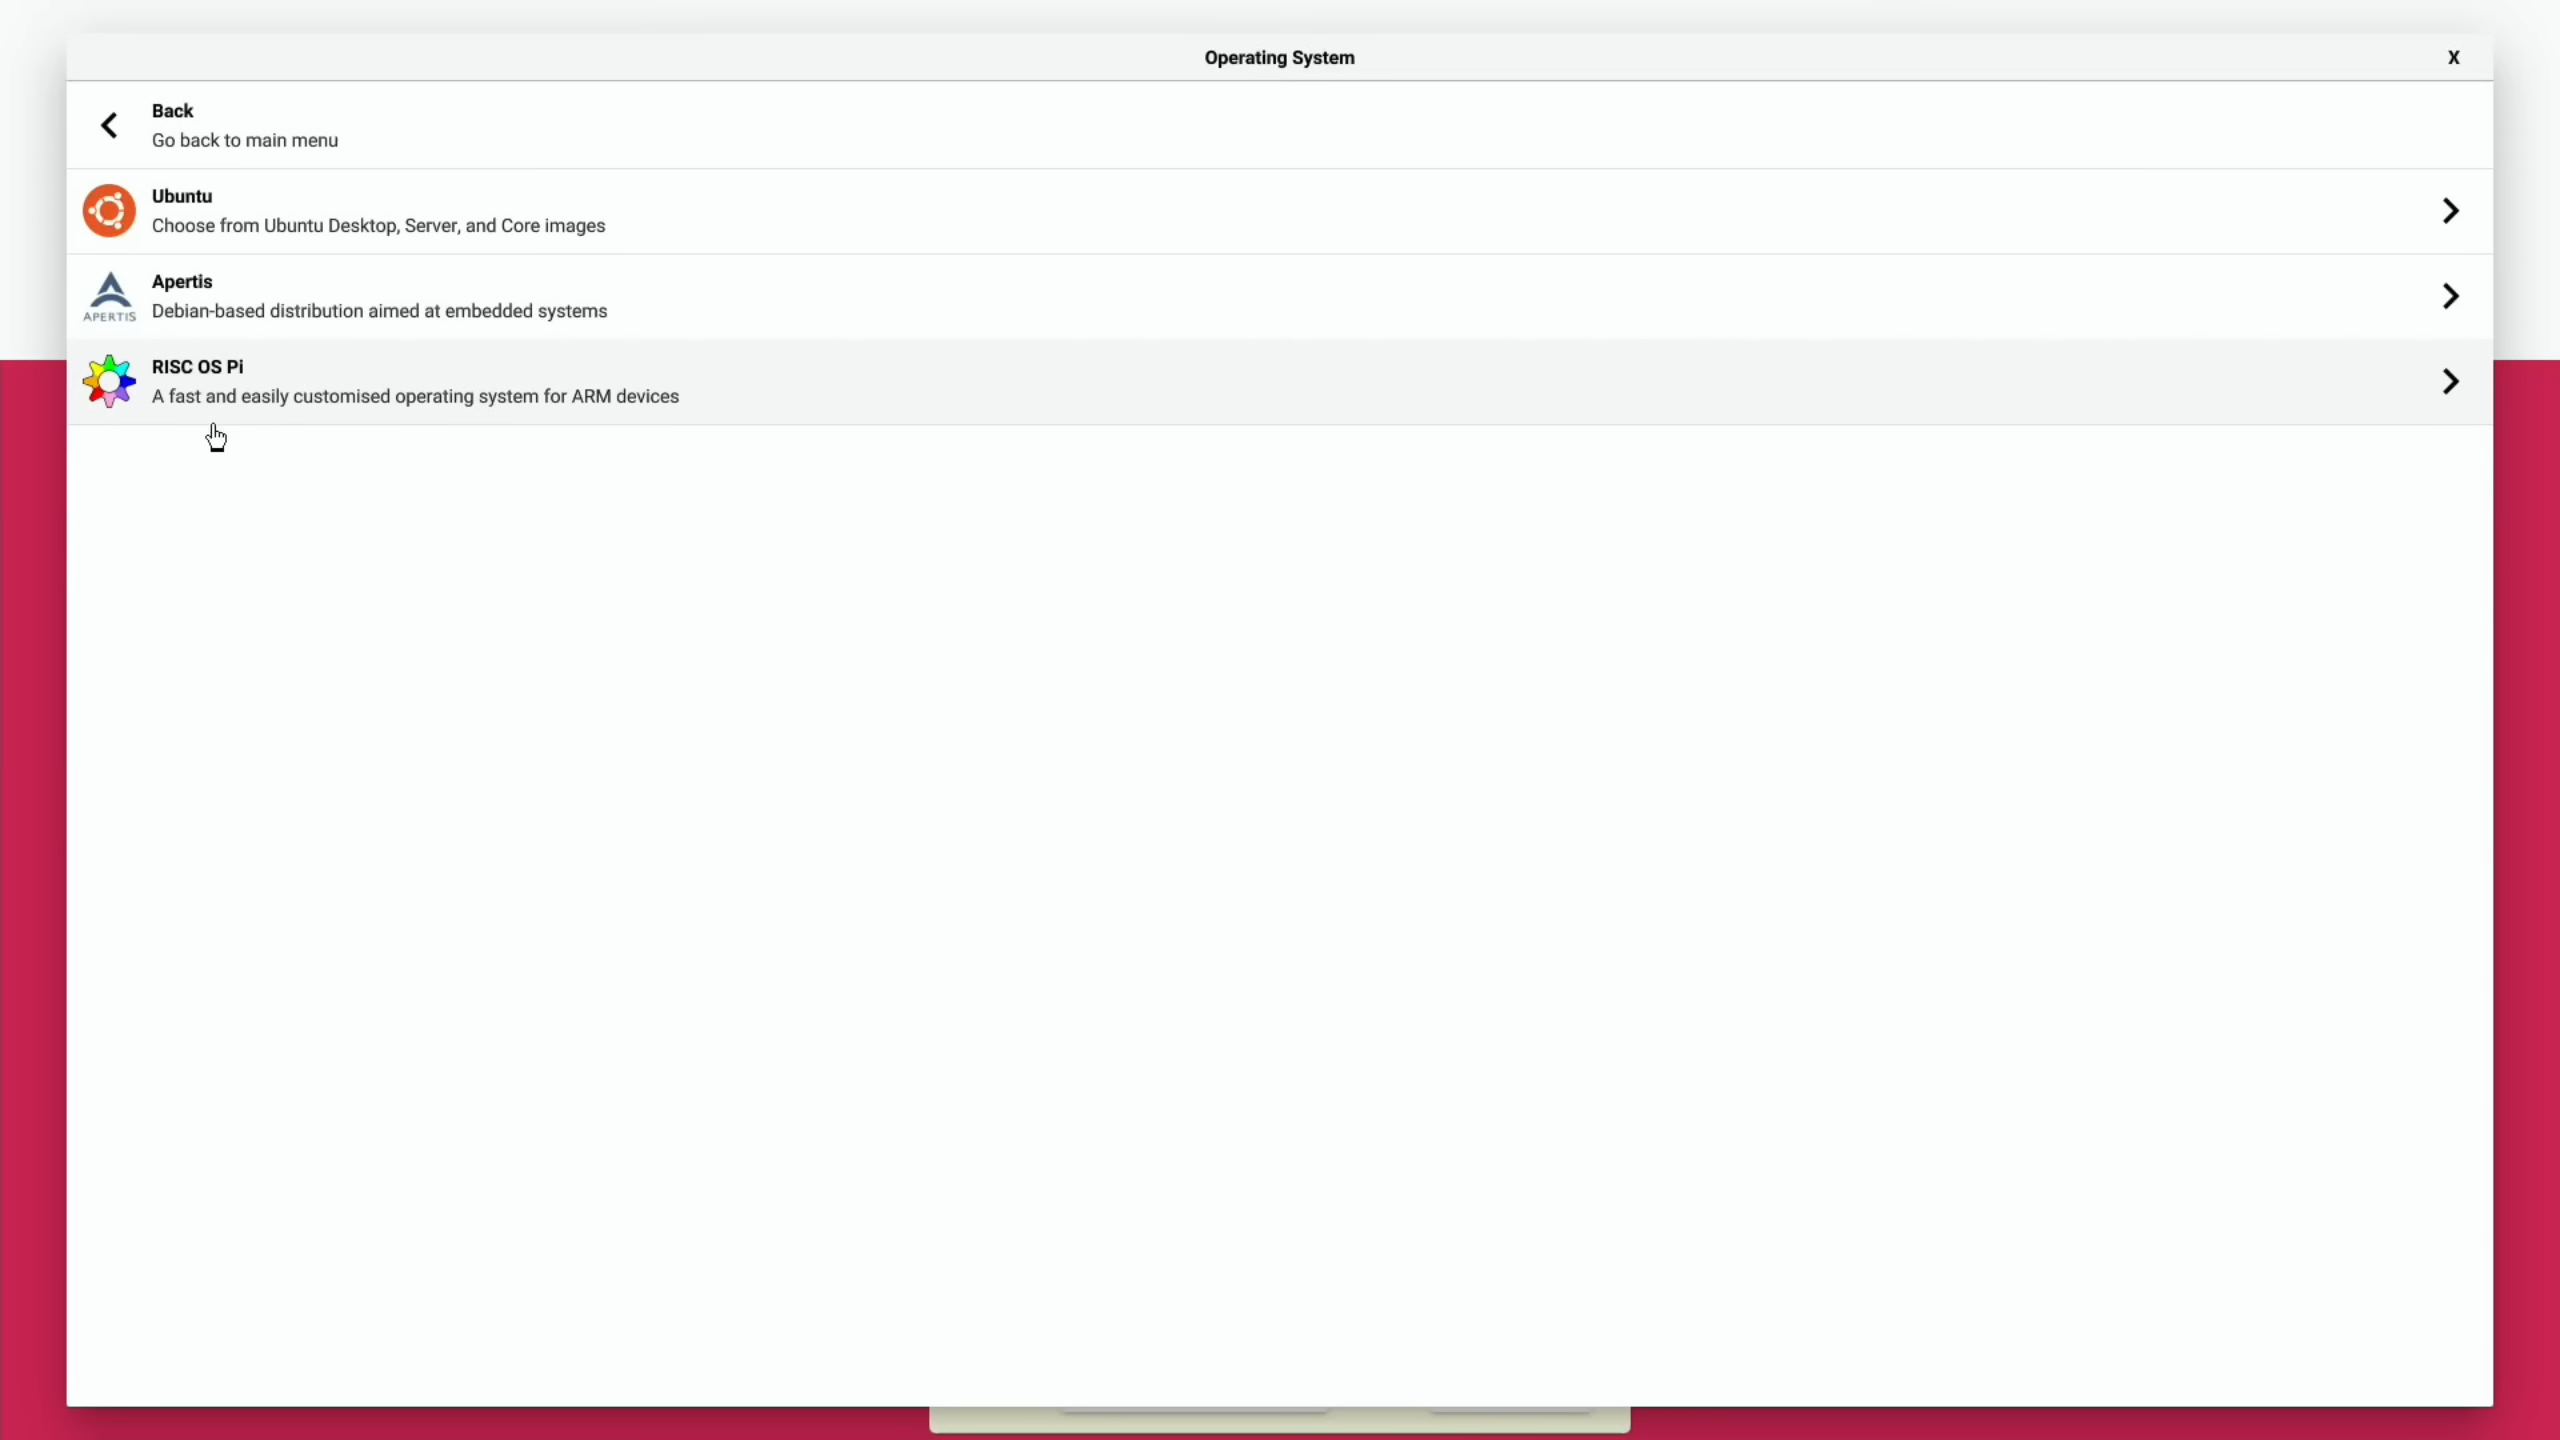 Operating System
X
Back
Go back to main menu
Ubuntu
Choose from Ubuntu Desktop, Server, and Core images
APERTIS
Apertis
Debian-based distribution aimed at embedded systems
RISC OS Pi
A fast and easily customised operating system for ARM devices